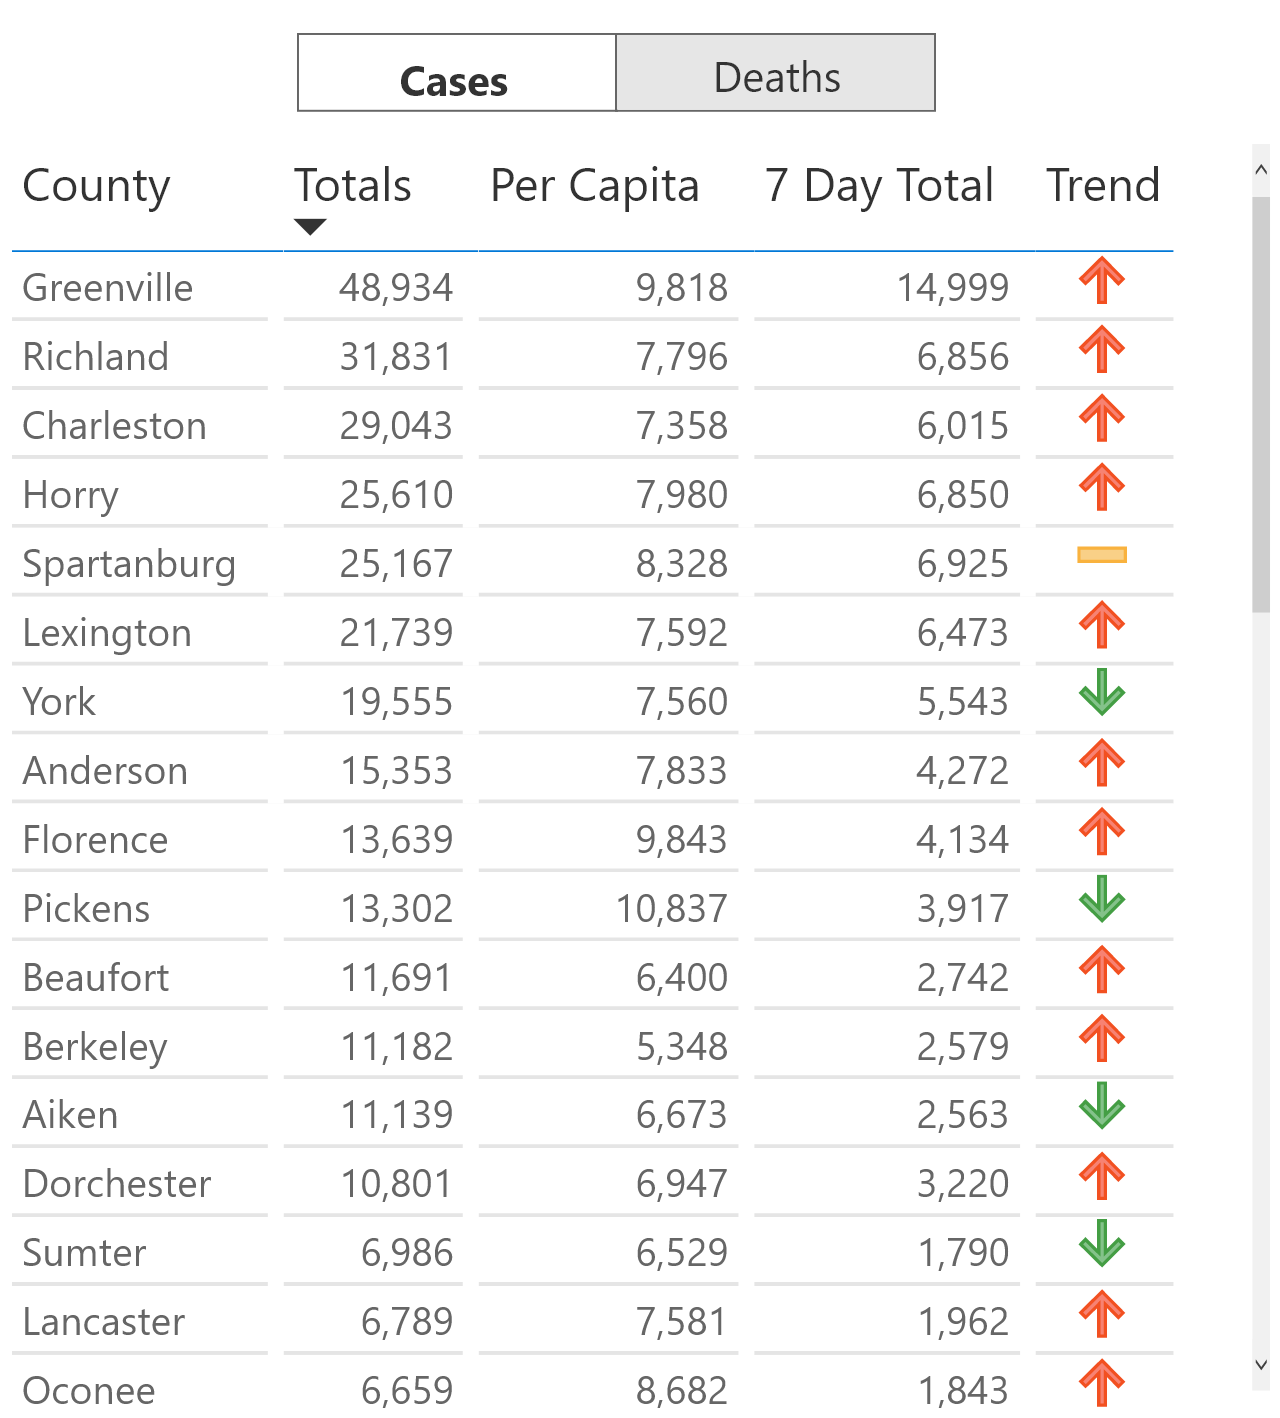 Cases Deaths
County Totals Per Capita 7 Day Total Trend
Greenville 48,934 9,818 14,999
Richland 31,831 7,796 6,856
Charleston 29,043 7,358 6,015
Horry 25,610 7,980 6,850
Spartanburg 25,167 8,328 6,925
Lexington 21,739 7,592 6,473
York 19,555 7,560 5,543
Anderson 15,353 7,833 4,272
Florence 13,639 9,843 4,134
Pickens 13,302 10,837 3,917
Beaufort 11,691 6,400 2,742
Berkeley 11,182 5,348 2,579
Aiken 11,139 6,673 2,563
Dorchester 10,801 6,947 3,220
Sumter 6,986 6,529 1,790
Lancaster 6,789 7,581 1,962
Oconee 6,659 8,682 1,843